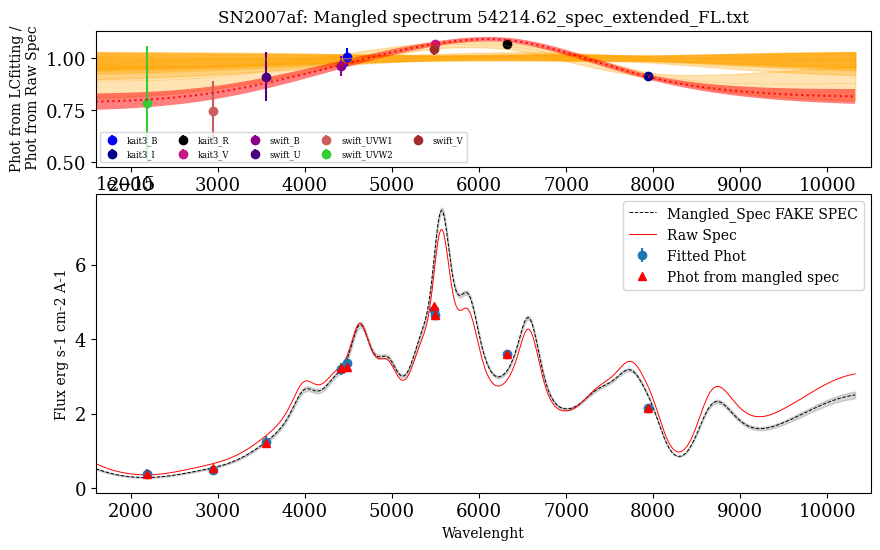 SN2007af: Mangled spectrum 54214.62_spec_extended_FL.txt
Phot from LCfitting /
Phot from Raw Spec
1.00
0.75
0.50
kait3_B kait3_R swift_B swift_UVW1 swift_V
kait3_I kait3_V swift_U swift_UVW2
2000 3000 4000 5000 6000 7000 8000 9000 10000
1e−15
Mangled_Spec FAKE SPEC
Raw Spec
Fitted Phot
Phot from mangled spec
Flux erg s-1 cm-2 A-1
6
4
2
0
2000 3000 4000 5000 6000 7000 8000 9000 10000
Wavelenght